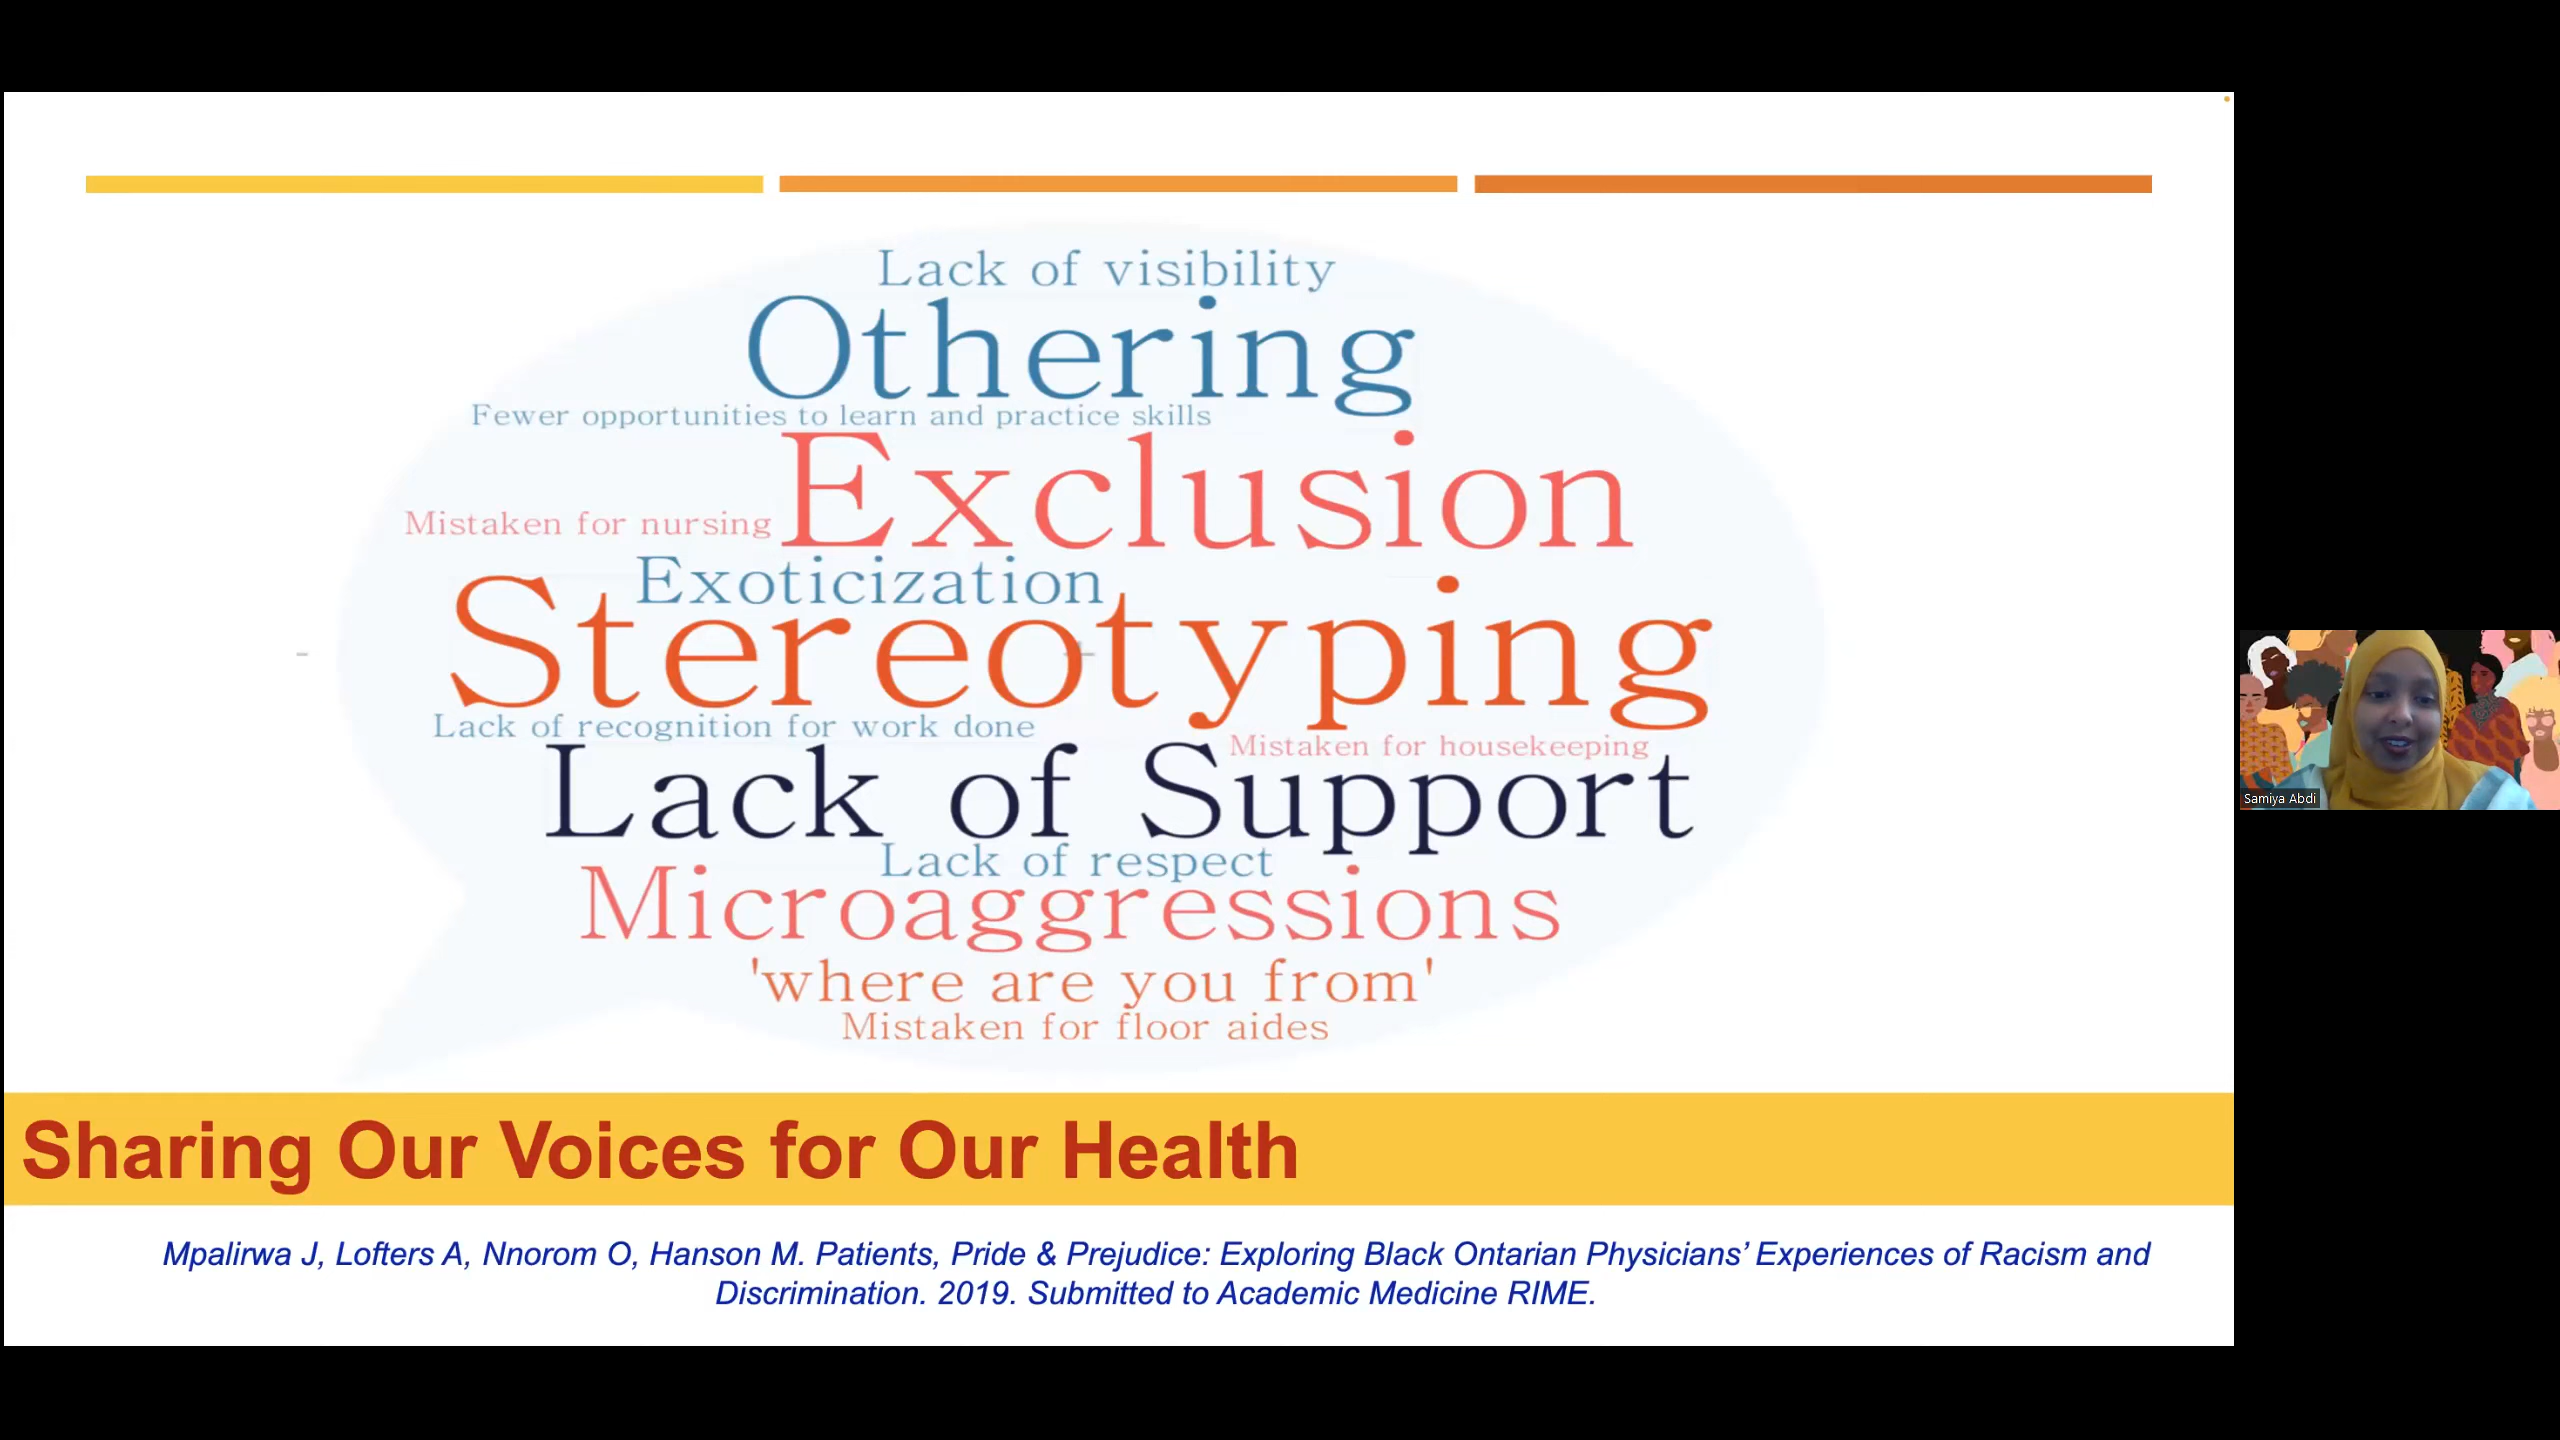 Lack of visibility
Othering
Fewer opportunities to learn and practice skills
Exclusion
Mistaken for nursing
Exoticization
Stereotyping
Lack of recognition for work done
Mistaken for housekeeping
Lack of Support
Lack of respect
Microaggressions
'where are you from'
Mistaken for floor aides
Sharing Our Voices for Our Health
Mpalirwa J, Lofters A, Nnorom O, Hanson M. Patients, Pride & Prejudice: Exploring Black Ontarian Physicians’ Experiences of Racism and
Discrimination. 2019. Submitted to Academic Medicine RIME.
Samiya Abdi